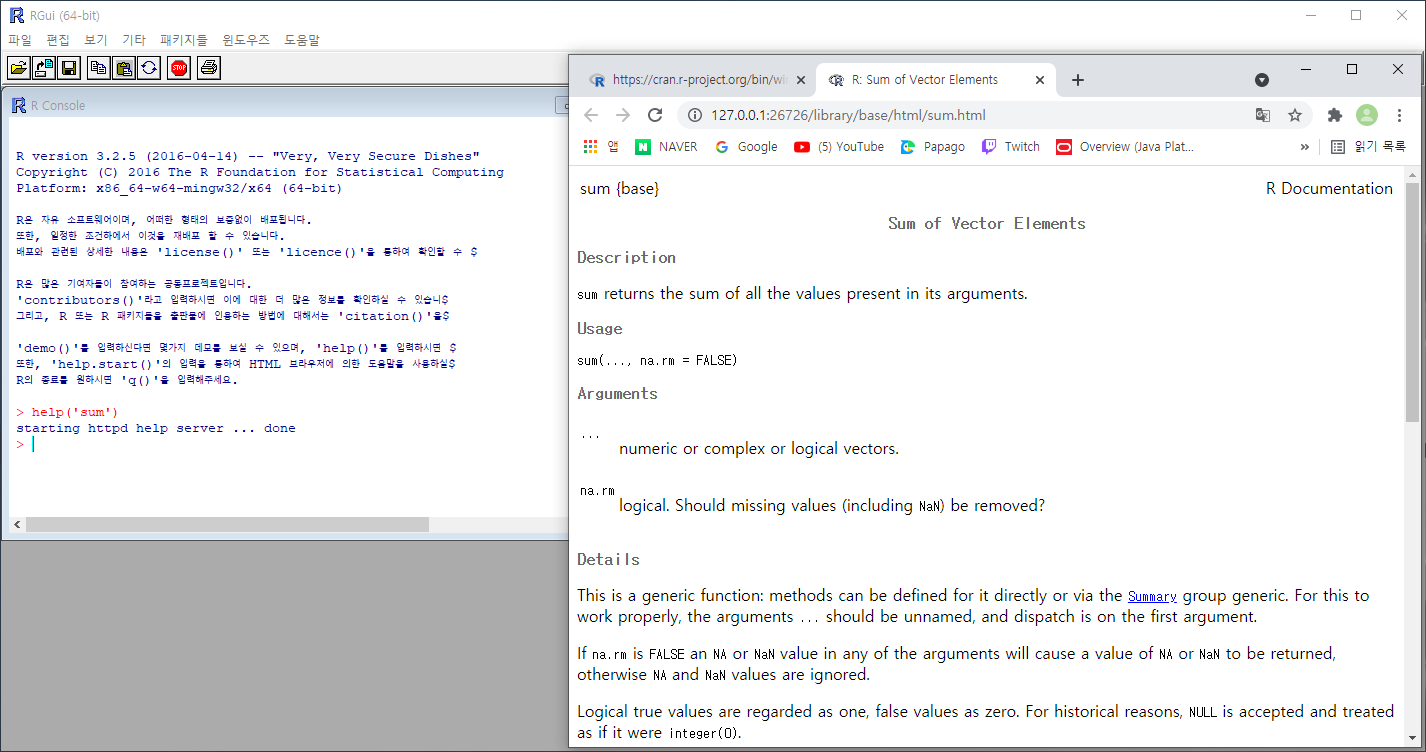 RGui (64-bit)
파일 편집 보기 기타 패키지들 윈도우즈 도움말
STOP
R Console
R version 3.2.5 (2016-04-14) -- "Very, Very Secure Dishes"
Copyright (C) 2016 The R Foundation for Statistical Computing
Platform: x86_64-w64-mingw32/x64 (64-bit)
R은 자유 소프트웨어이며, 어떠한 형태의 보증없이 배포됩니다.
또한, 일정한 조건하에서 이것을 재배포 할 수 있습니다.
배포와 관련된 상세한 내용은 'license()' 또는 'licence()'을 통하여 확인할 수 $
R은 많은 기여자들이 참여하는 공동프로젝트입니다.
'contributors()'라고 입력하시면 이에 대한 더 많은 정보를 확인하실 수 있습니$
그리고, R 또는 R 패키지들을 출판물에 인용하는 방법에 대해서는 'citation()'을$
'demo()'를 입력하신다면 몇가지 데모를 보실 수 있으며, 'help()'를 입력하시면 $
또한, 'help.start()'의 입력을 통하여 HTML 브라우저에 의한 도움말을 사용하실$
R의 종료를 원하시면 'q()'을 입력해주세요.
> help('sum')
starting httpd help server ... done
>
https://cran.r-project.org/bin/wi
R: Sum of Vector Elements
127.0.0.1:26726/library/base/html/sum.html
앱 NAVER Google (5) YouTube Papago Twitch Overview (Java Plat... » 읽기 목록
sum {base} R Documentation
Sum of Vector Elements
Description
sum returns the sum of all the values present in its arguments.
Usage
sum(..., na.rm = FALSE)
Arguments
...
numeric or complex or logical vectors.
na.rm
logical. Should missing values (including NaN) be removed?
Details
This is a generic function: methods can be defined for it directly or via the Summary group generic. For this to
work properly, the arguments ... should be unnamed, and dispatch is on the first argument.
If na.rm is FALSE an NA or NaN value in any of the arguments will cause a value of NA or NaN to be returned,
otherwise NA and NaN values are ignored.
Logical true values are regarded as one, false values as zero. For historical reasons, NULL is accepted and treated
as if it were integer(0).